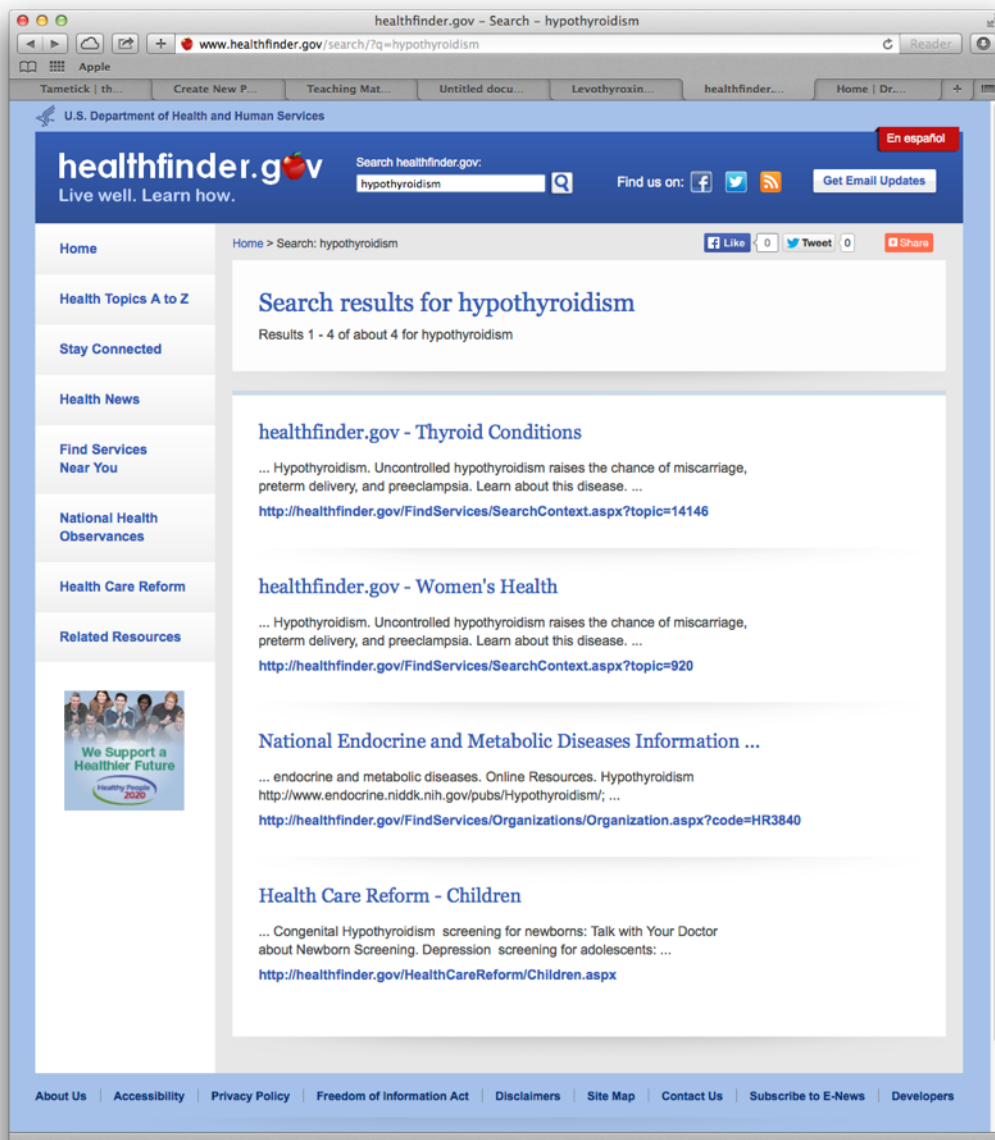 healthfinder.gov – Search – hypothyroidism
www.healthfinder.gov/search/?q=hypothyroidism
Reader
Apple
Tametick | th...
Create New P...
Teaching Mat...
Untitled docu...
Levothyroxin...
healthfinder....
Home | Dr....
U.S. Department of Health and Human Services
En español
healthfinder.gov
Live well. Learn how.
Search healthfinder.gov:
hypothyroidism
Find us on:
Get Email Updates
Home
Health Topics A to Z
Stay Connected
Health News
Find Services
Near You
National Health
Observances
Health Care Reform
Related Resources
We Support a
Healthier Future
Healthy People
2020
Home > Search: hypothyroidism
Like 0
Tweet 0
Share
Search results for hypothyroidism
Results 1 - 4 of about 4 for hypothyroidism
healthfinder.gov - Thyroid Conditions
... Hypothyroidism. Uncontrolled hypothyroidism raises the chance of miscarriage,
preterm delivery, and preeclampsia. Learn about this disease. ...
http://healthfinder.gov/FindServices/SearchContext.aspx?topic=14146
healthfinder.gov - Women's Health
... Hypothyroidism. Uncontrolled hypothyroidism raises the chance of miscarriage,
preterm delivery, and preeclampsia. Learn about this disease. ...
http://healthfinder.gov/FindServices/SearchContext.aspx?topic=920
National Endocrine and Metabolic Diseases Information ...
... endocrine and metabolic diseases. Online Resources. Hypothyroidism
http://www.endocrine.niddk.nih.gov/pubs/Hypothyroidism/; ...
http://healthfinder.gov/FindServices/Organizations/Organization.aspx?code=HR3840
Health Care Reform - Children
... Congenital Hypothyroidism screening for newborns: Talk with Your Doctor
about Newborn Screening. Depression screening for adolescents: ...
http://healthfinder.gov/HealthCareReform/Children.aspx
About Us | Accessibility | Privacy Policy | Freedom of Information Act | Disclaimers | Site Map | Contact Us | Subscribe to E-News | Developers